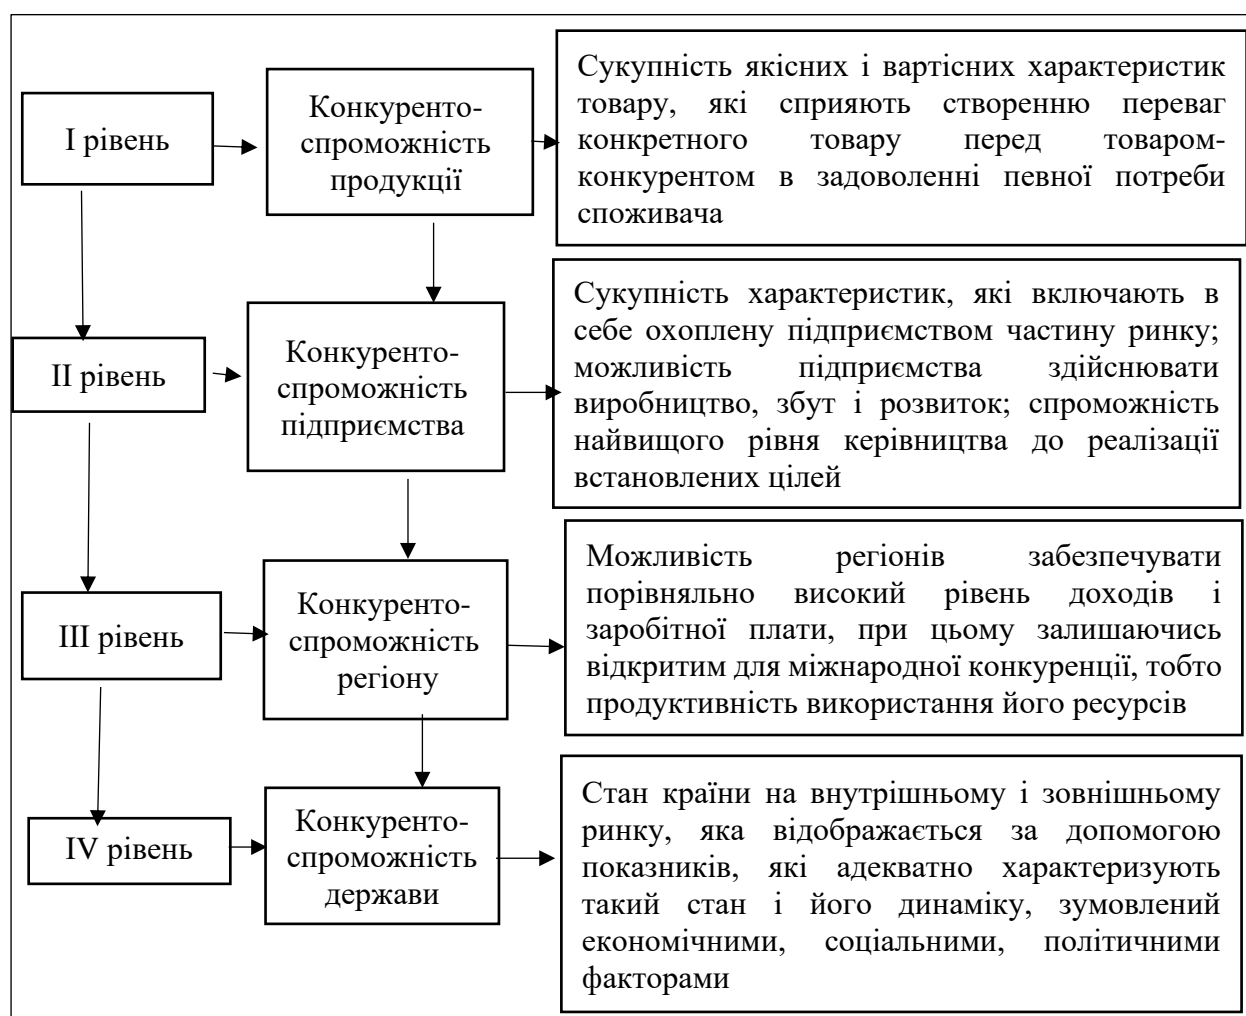 I рівень
Конкуренто-
спроможність
продукції
Сукупність якісних і вартісних характеристик
товару, які сприяють створенню переваг
конкретного товару перед товаром-
конкурентом в задоволенні певної потреби
споживача
II рівень
Конкуренто-
спроможність
підприємства
Сукупність характеристик, які включають в
себе охоплену підприємством частину ринку;
можливість підприємства здійснювати
виробництво, збут і розвиток; спроможність
найвищого рівня керівництва до реалізації
встановлених цілей
III рівень
Конкуренто-
спроможність
регіону
Можливість регіонів забезпечувати
порівняльно високий рівень доходів і
заробітної плати, при цьому залишаючись
відкритим для міжнародної конкуренції, тобто
продуктивність використання його ресурсів
IV рівень
Конкуренто-
спроможність
держави
Стан країни на внутрішньому і зовнішньому
ринку, яка відображається за допомогою
показників, які адекватно характеризують
такий стан і його динаміку, зумовлений
економічними, соціальними, політичними
факторами